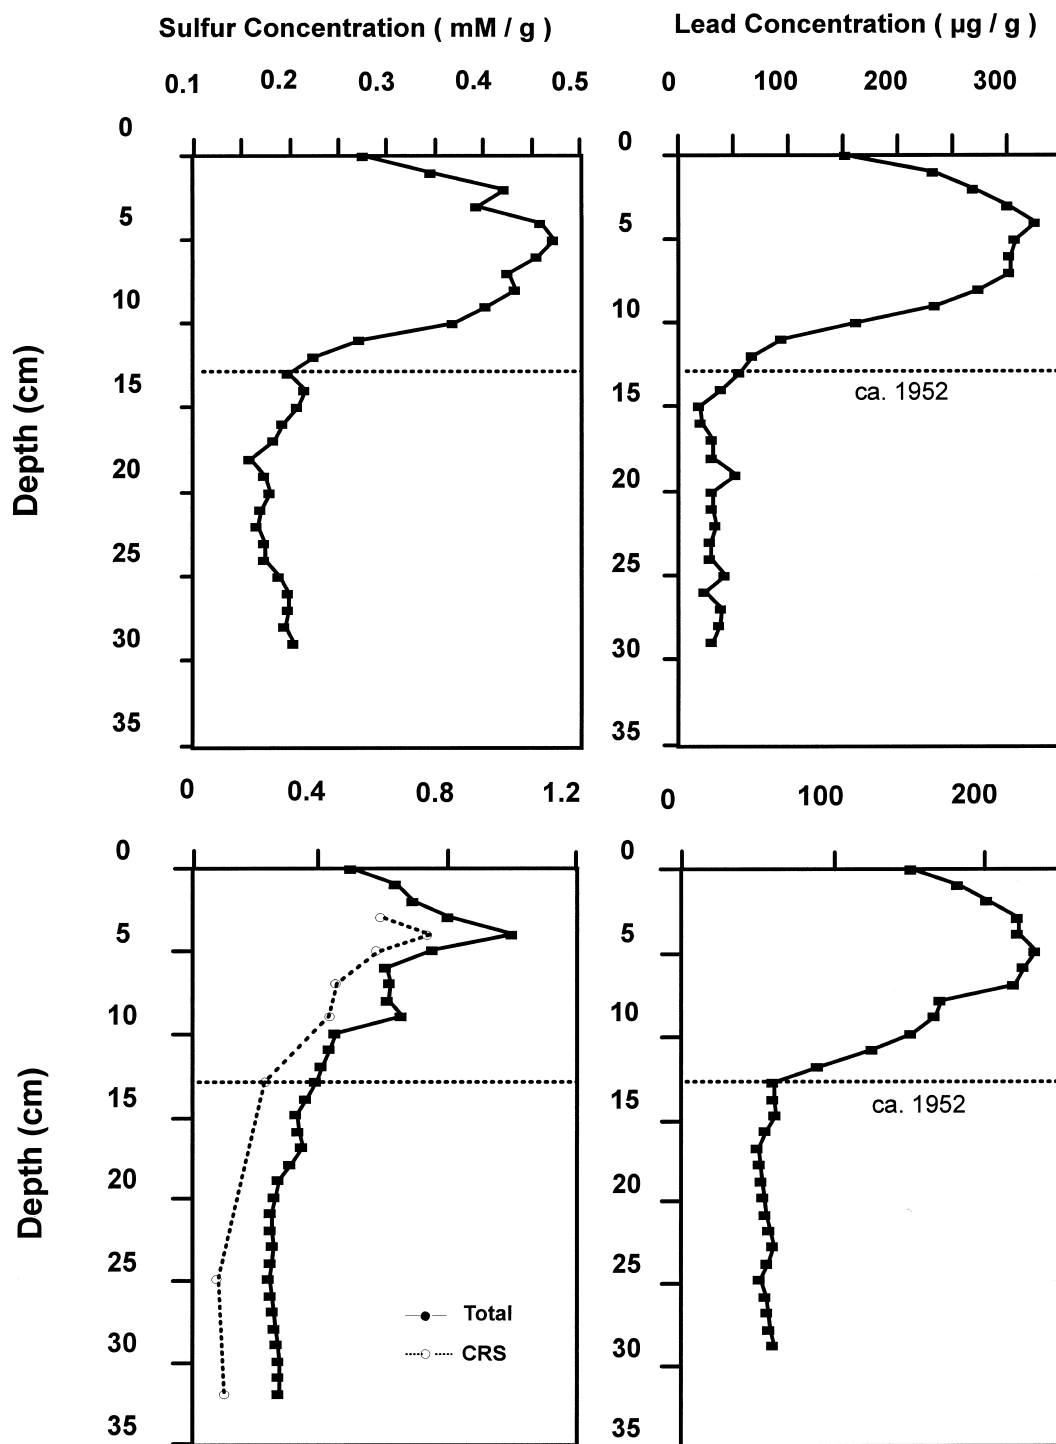 Sulfur Concentration ( mM / g )
Lead Concentration ( µg / g )
0.1 0.2 0.3 0.4 0.5
0 100 200 300
0
5
10
15
20
25
30
35
Depth (cm)
0
5
10
15
20
25
30
35
ca. 1952
0 0.4 0.8 1.2
0 100 200
0
5
10
15
20
25
30
35
Depth (cm)
Total
CRS
0
5
10
15
20
25
30
35
ca. 1952